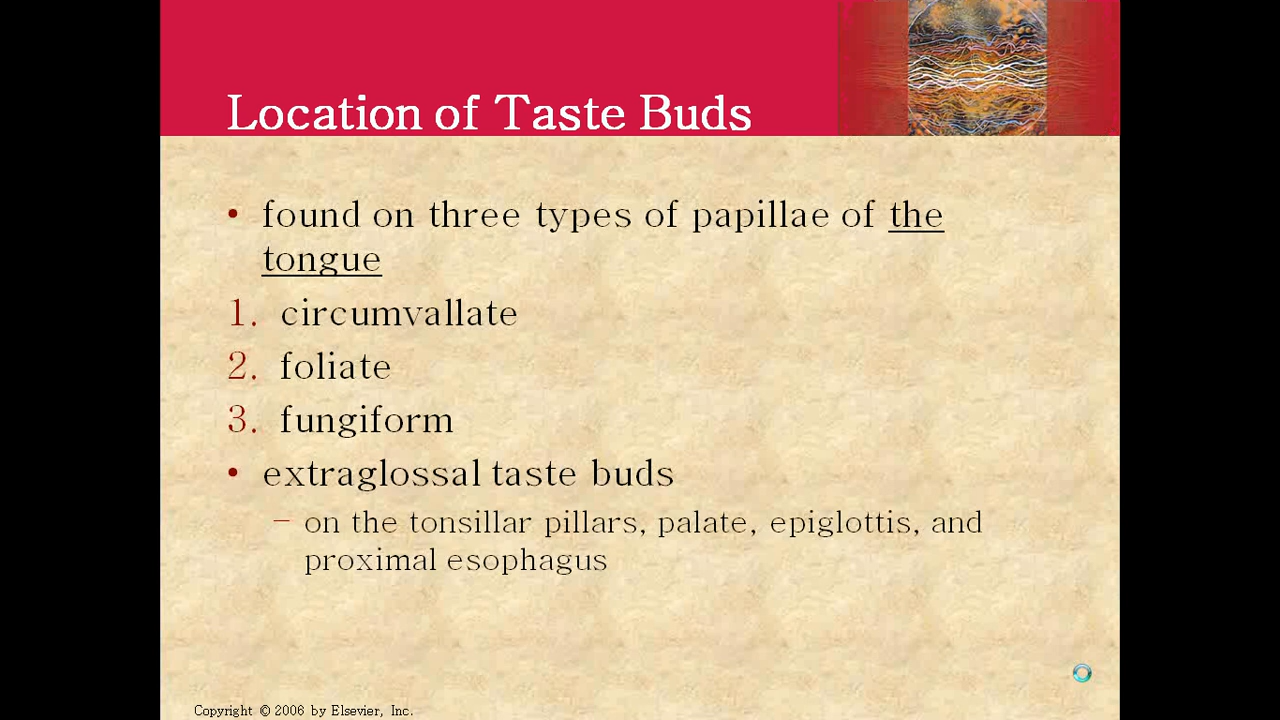 Location of Taste Buds
• found on three types of papillae of the
tongue
1. circumvallate
2. foliate
3. fungiform
• extraglossal taste buds
– on the tonsillar pillars, palate, epiglottis, and
proximal esophagus
Copyright © 2006 by Elsevier, Inc.